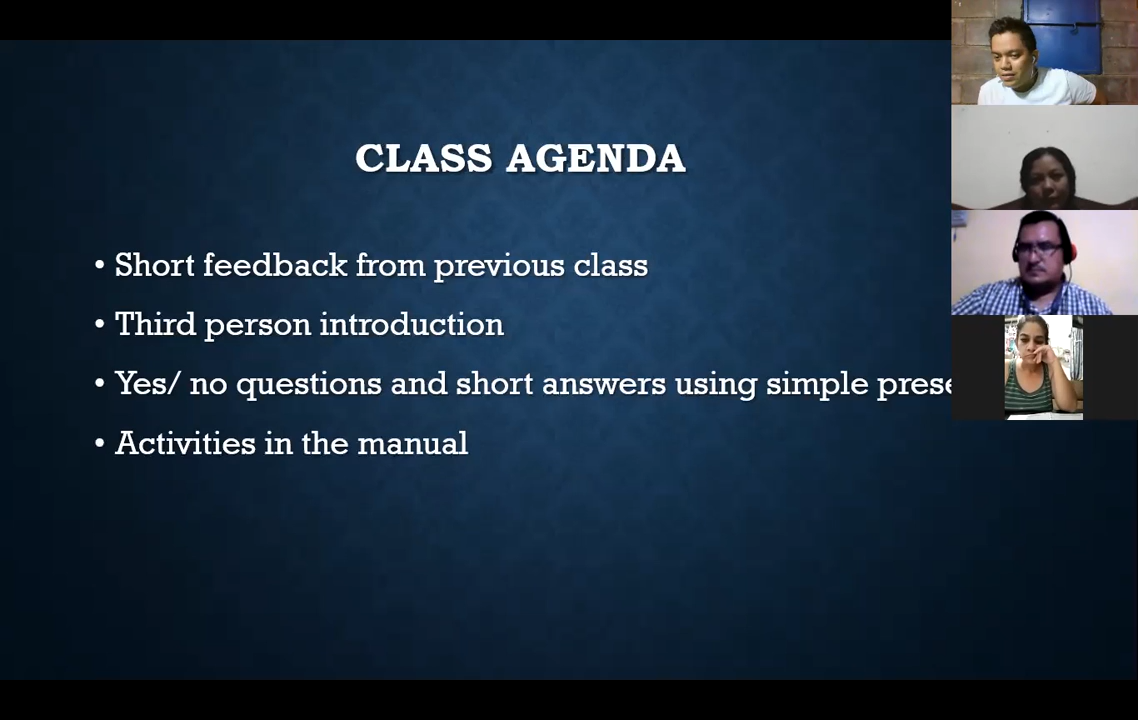 CLASS AGENDA
• Short feedback from previous class
• Third person introduction
• Yes/ no questions and short answers using simple prese
• Activities in the manual